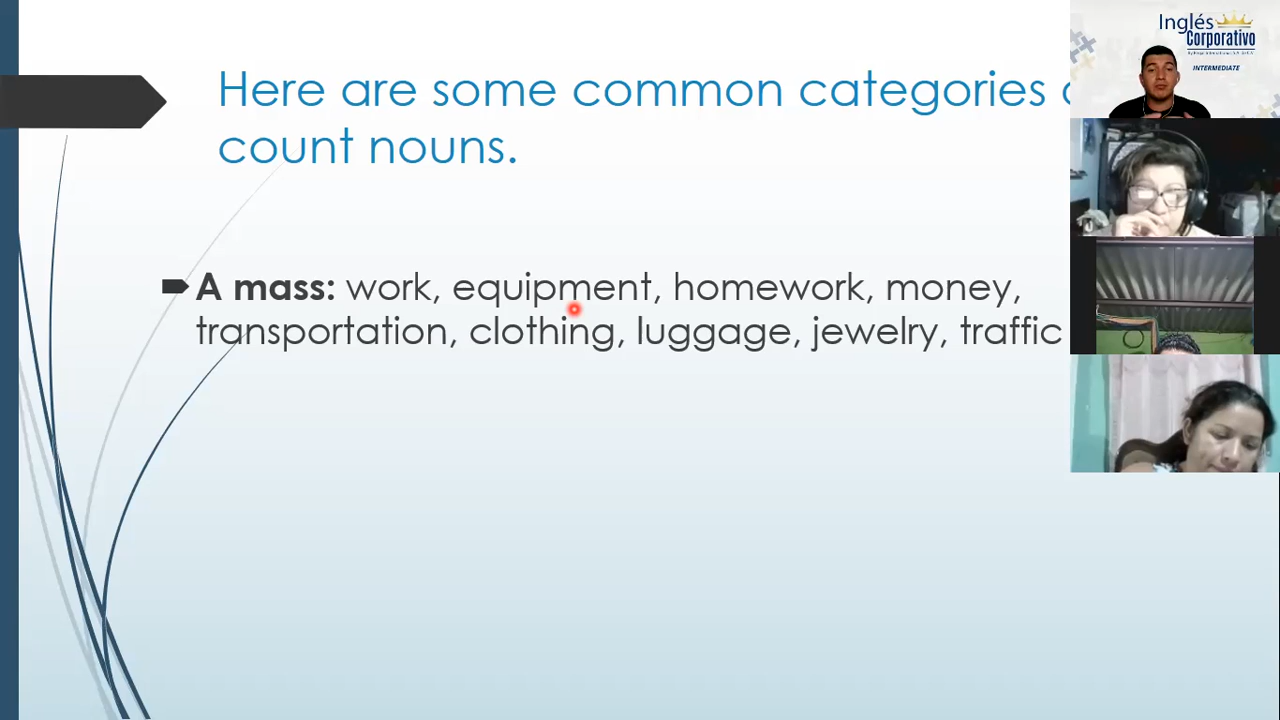 Here are some common categories
count nouns.
A mass: work, equipment, homework, money,
transportation, clothing, luggage, jewelry, traffic
Inglés
Corporativo
INTERMEDIATE